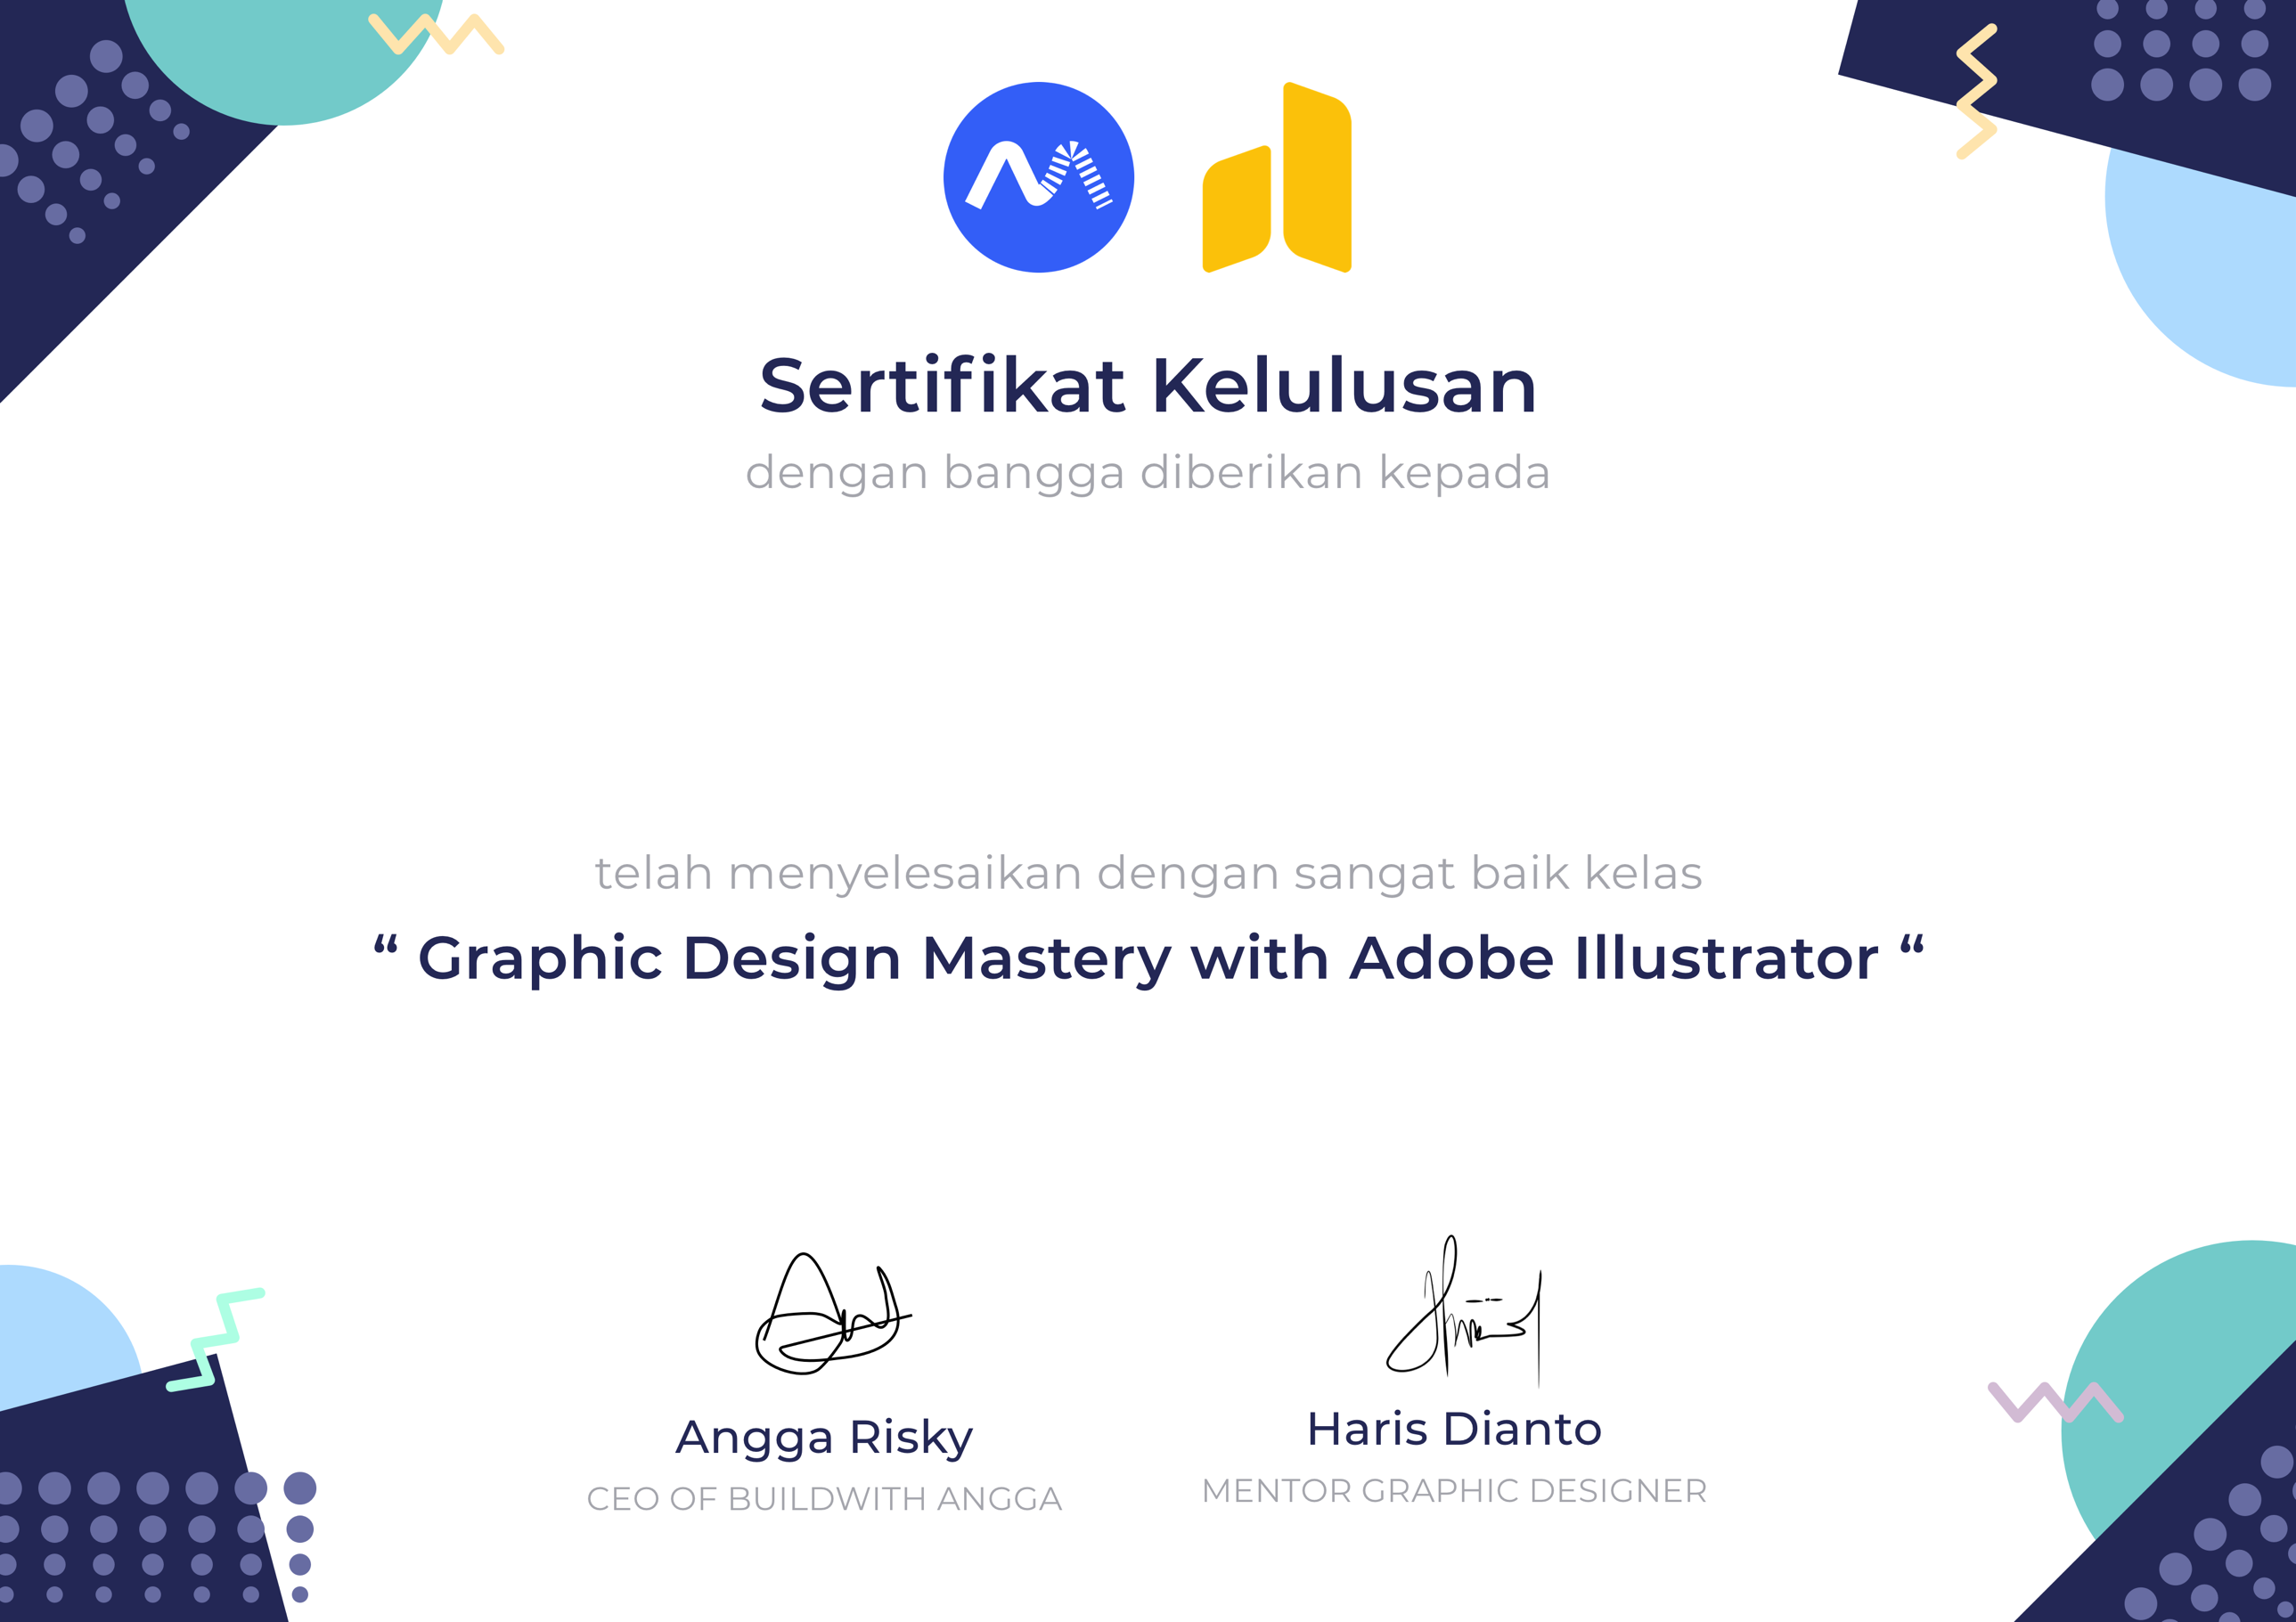 Sertifikat Kelulusan
dengan bangga diberikan kepada
telah menyelesaikan dengan sangat baik kelas
“ Graphic Design Mastery with Adobe Illustrator “
Angga Risky
CEO OF BUILDWITH ANGGA
Haris Dianto
MENTOR GRAPHIC DESIGNER